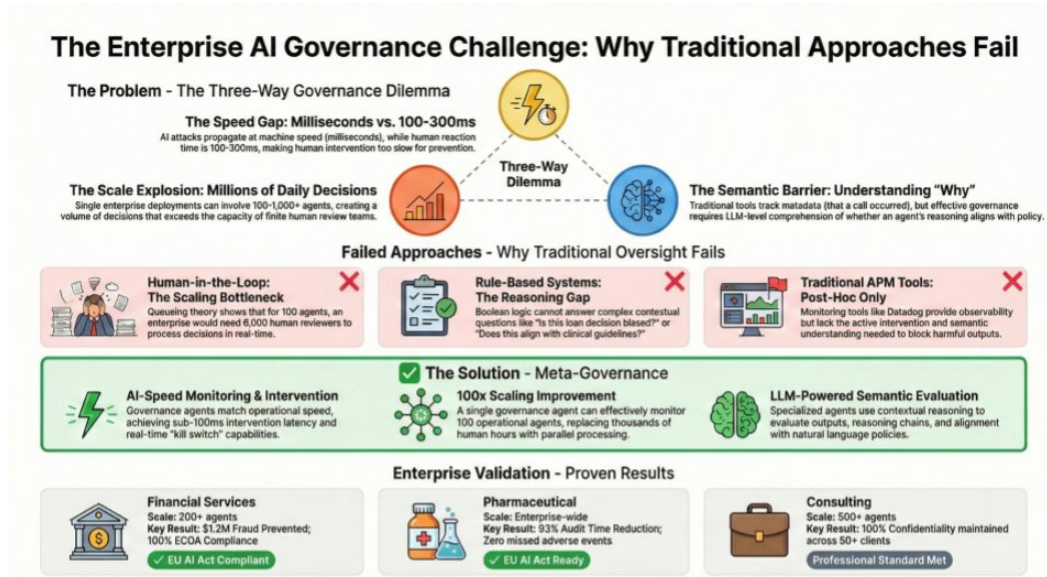 The Enterprise AI Governance Challenge: Why Traditional Approaches Fail
The Problem - The Three-Way Governance Dilemma
The Speed Gap: Milliseconds vs. 100-300ms
AI attacks propagate at machine speed (milliseconds), while human reaction
time is 100-300ms, making human intervention too slow for prevention.
Three-Way
Dilemma
The Scale Explosion: Millions of Daily Decisions
Single enterprise deployments can involve 100-1,000+ agents, creating a
volume of decisions that exceeds the capacity of finite human review teams.
The Semantic Barrier: Understanding "Why"
Traditional tools track matadata (that a call occurred), but effective governance
requires LLM-level comprehension of whether an agent's reasoning aligns with policy.
Failed Approaches - Why Traditional Oversight Fails
Human-in-the-Loop:
The Scaling Bottleneck
Queueing theory shows that for 100 agents, an
enterprise would need 6,000 human reviewers to
process decisions in real-time.
Rule-Based Systems:
The Reasoning Gap
Boolean logic cannot answer complex contextual
questions like "Is this loan decision biased?" or
"Does this align with clinical guidelines?"
Traditional APM Tools:
Post-Hoc Only
Monitoring tools like Datadog provide observability
but lack the active intervention and semantic
understanding needed to block harmful outputs.
The Solution - Meta-Governance
AI-Speed Monitoring & Intervention
Governance agents match operational speed,
achieving sub-100ms intervention latency and
real-time "kill switch" capabilities.
100x Scaling Improvement
A single governance agent can effectively monitor
100 operational agents, replacing thousands of
human hours with parallel processing.
LLM-Powered Semantic Evaluation
Specialized agents use contextual reasoning to
evaluate outputs, reasoning chains, and alignment
with natural language policies.
Enterprise Validation - Proven Results
Financial Services
Scale: 200+ agents
Key Result: $1.2M Fraud Prevented;
100% ECOA Compliance
✓ EU AI Act Compliant
Pharmaceutical
Scale: Enterprise-wide
Key Result: 93% Audit Time Reduction;
Zero missed adverse events
✓ EU AI Act Ready
Consulting
Scale: 500+ agents
Key Result: 100% Confidentiality maintained
across 50+ clients
Professional Standard Met